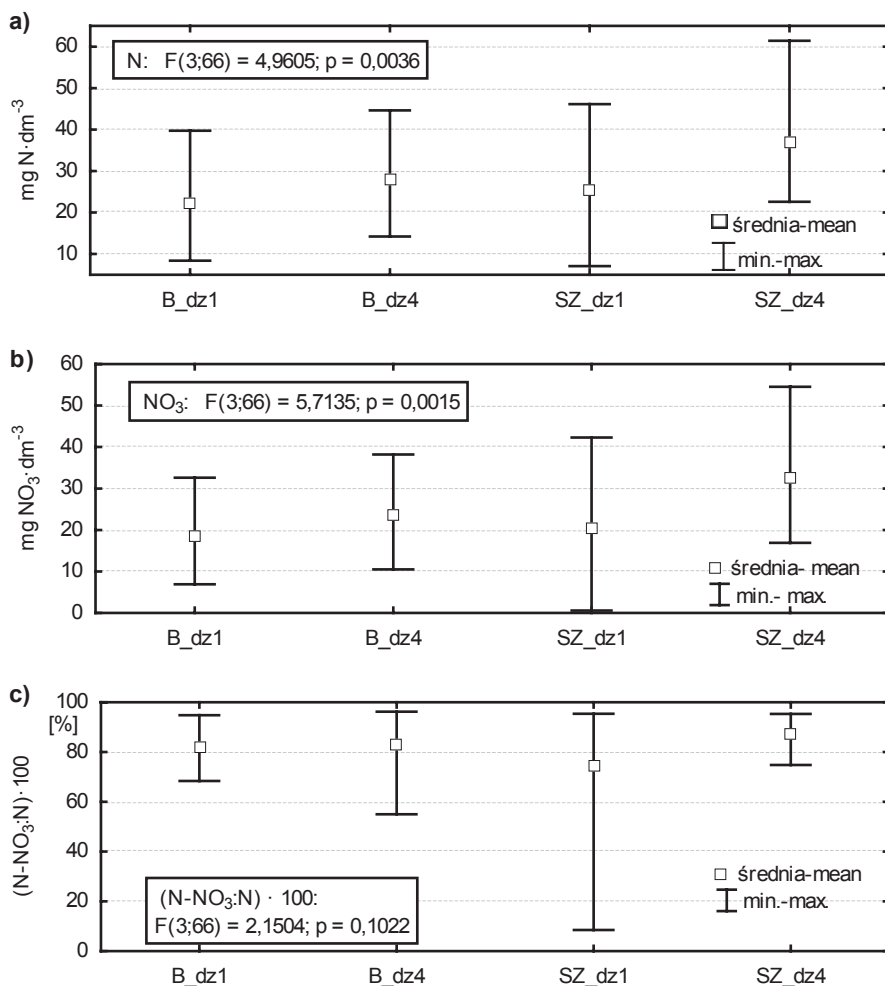 a)
60
50
40
30
20
10
mg N·dm⁻³
N: F(3;66) = 4,9605; p = 0,0036
średnia-mean
min.-max.
B_dz1 B_dz4 SZ_dz1 SZ_dz4
b)
60
50
40
30
20
10
0
mg NO₃·dm⁻³
NO₃: F(3;66) = 5,7135; p = 0,0015
średnia- mean
min.- max.
B_dz1 B_dz4 SZ_dz1 SZ_dz4
c)
100
[%]
80
60
40
20
0
(N-NO₃:N)·100
(N-NO₃:N) · 100:
F(3;66) = 2,1504; p = 0,1022
średnia-mean
min.-max.
B_dz1 B_dz4 SZ_dz1 SZ_dz4